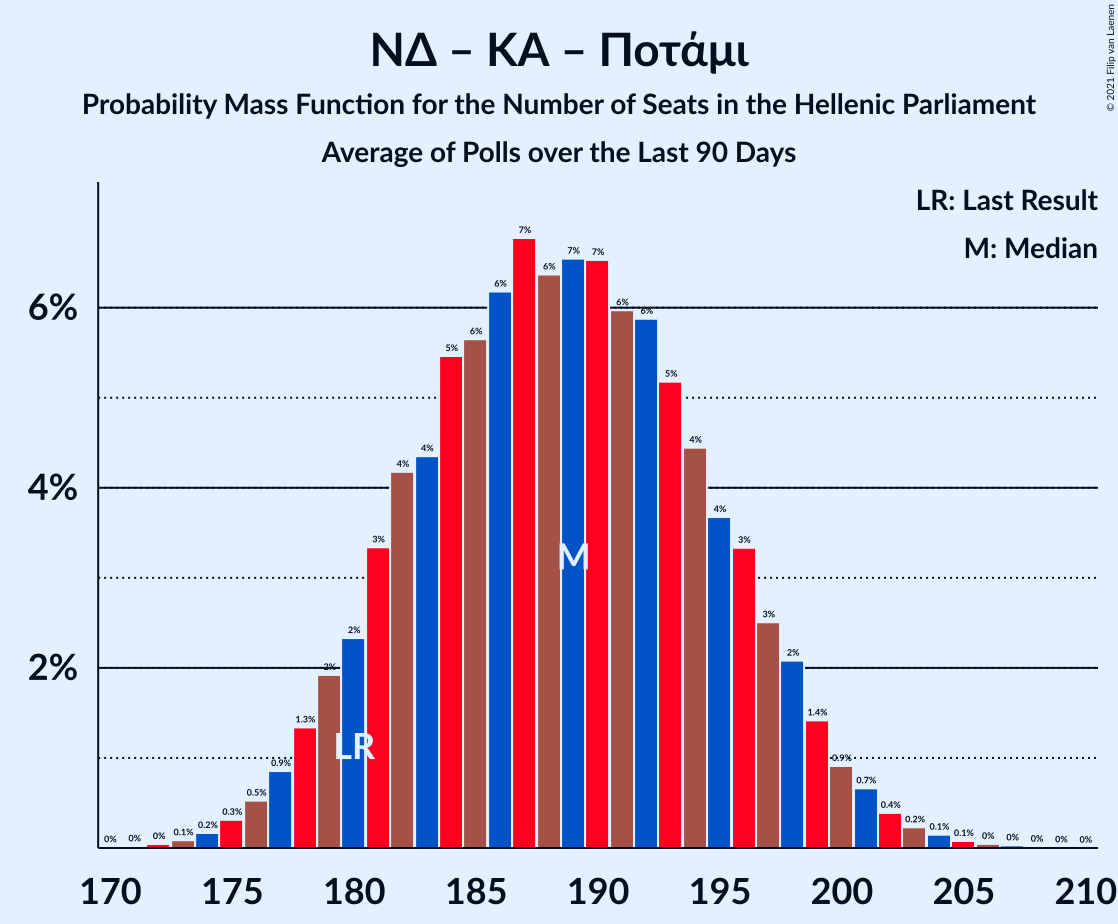 ΝΔ – ΚΑ – Ποτάμι
Probability Mass Function for the Number of Seats in the Hellenic Parliament
Average of Polls over the Last 90 Days
© 2021 Filip van Laenen
LR: Last Result
M: Median
6%
4%
2%
0% 0% 0% 0.1% 0.2% 0.3% 0.5% 0.9% 1.3% 2% 2% 3% 4% 4% 5% 6% 6% 7% 6% 7% 7% 6% 6% 5% 4% 4% 3% 3% 2% 1.4% 0.9% 0.7% 0.4% 0.2% 0.1% 0.1% 0% 0% 0% 0% 0%
M
LR
170 175 180 185 190 195 200 205 210